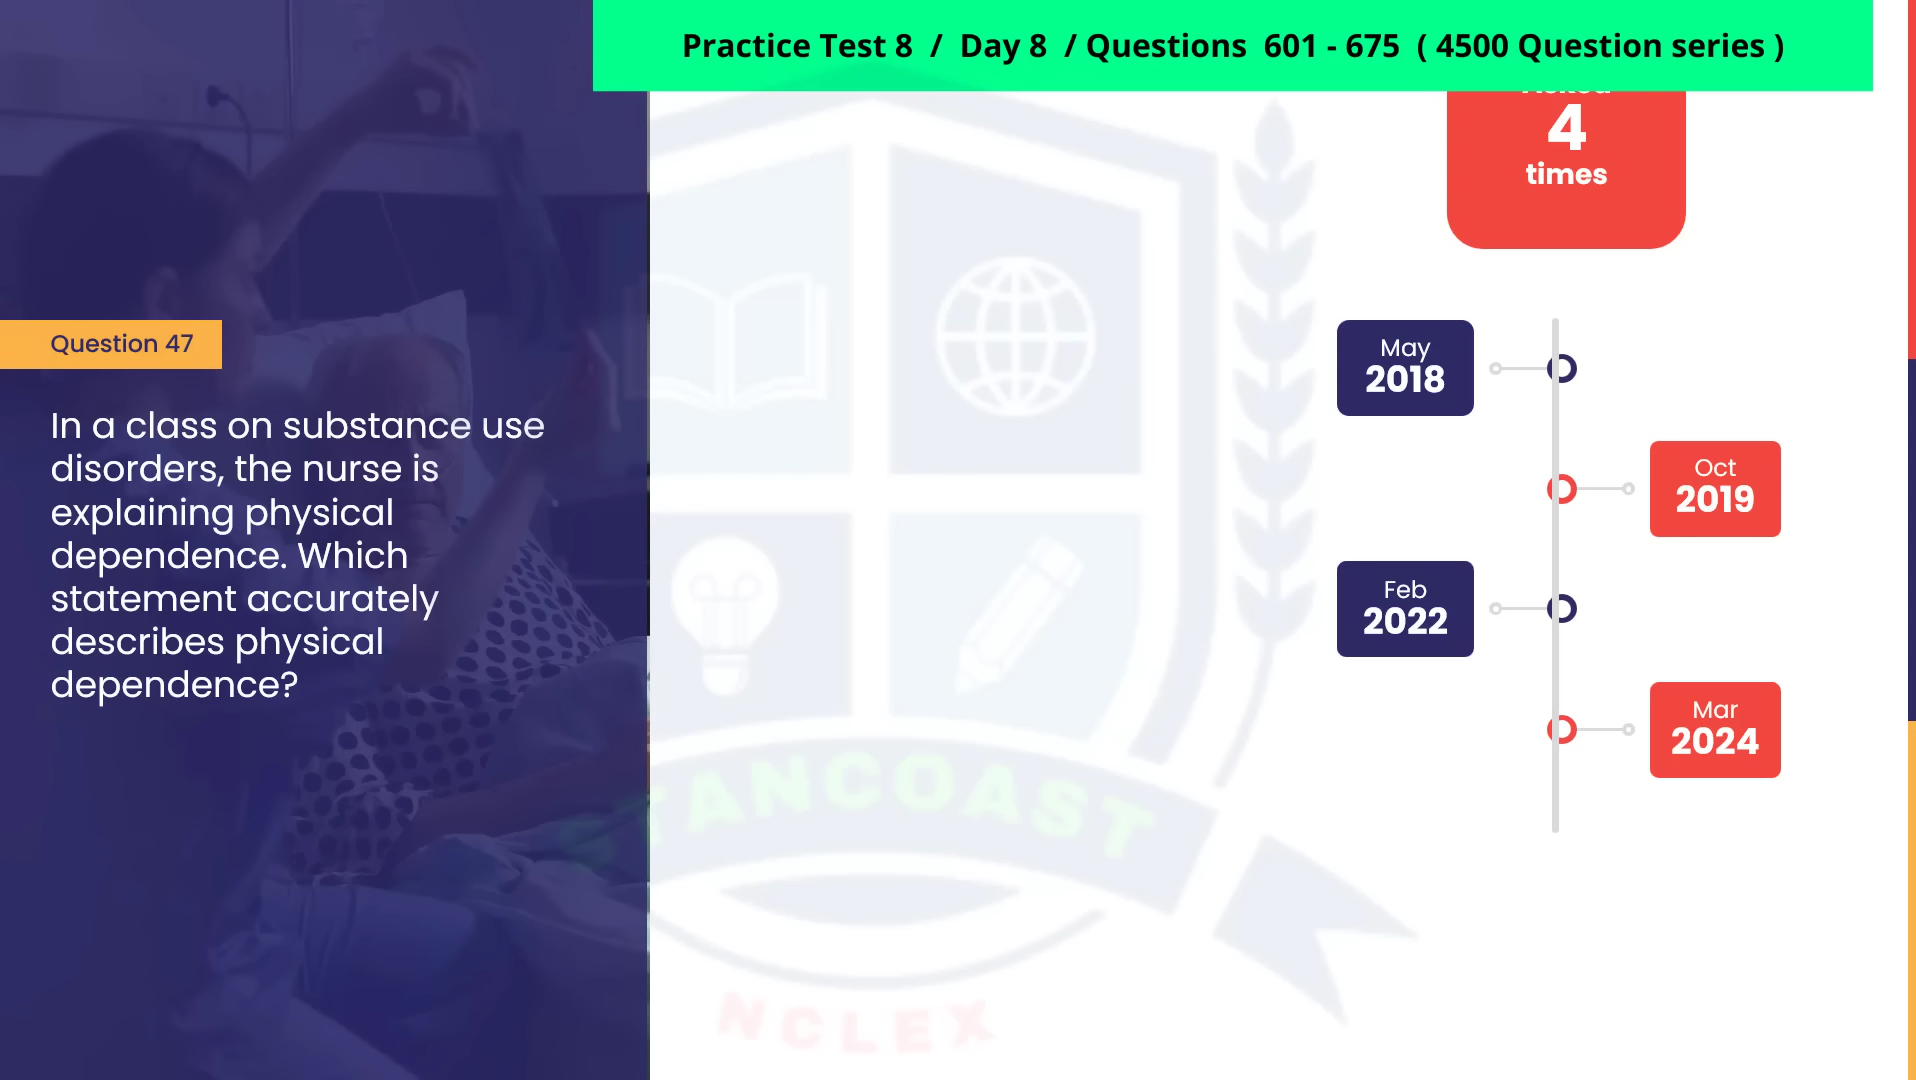 Practice Test 8 / Day 8 / Questions 601 - 675 ( 4500 Question series )
4
times
Question 47
In a class on substance use
disorders, the nurse is
explaining physical
dependence. Which
statement accurately
describes physical
dependence?
May
2018
Oct
2019
Feb
2022
Mar
2024
TANCOAST
NCLEX